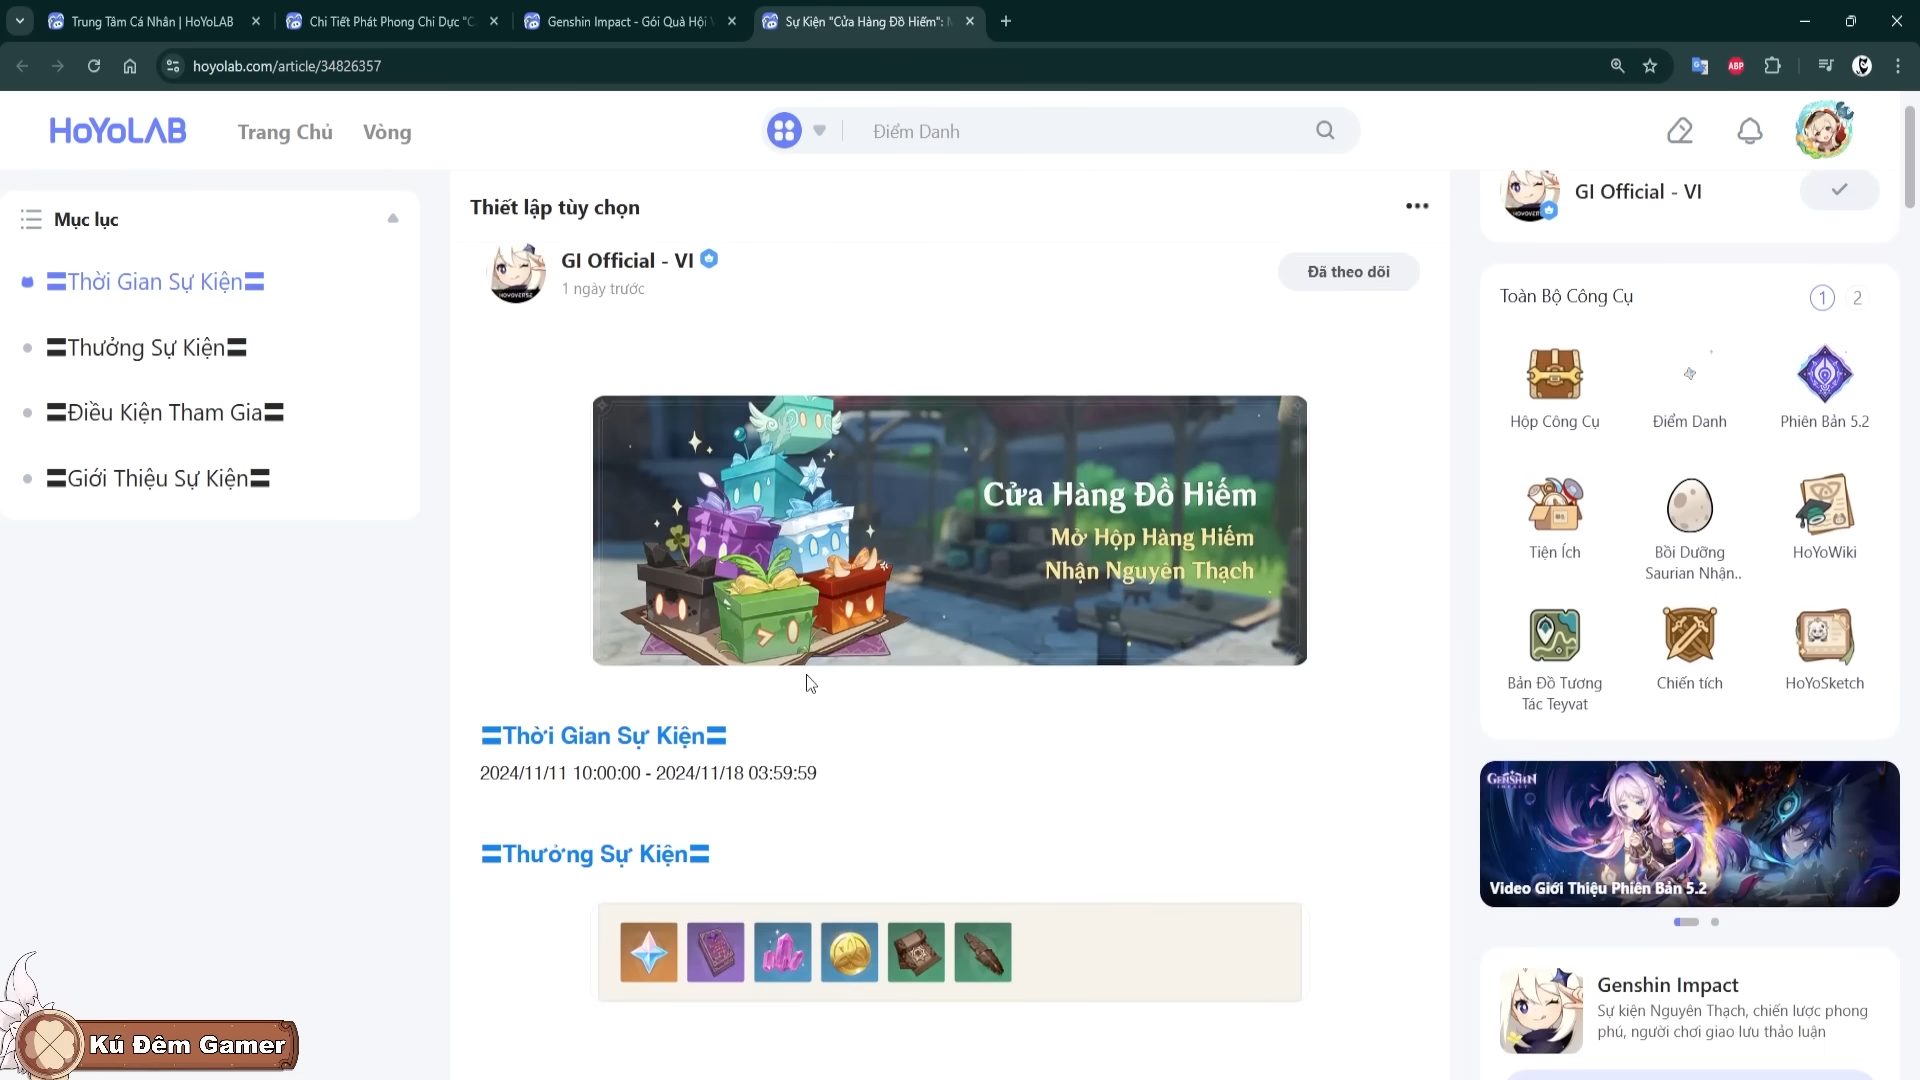 Trung Tâm Cá Nhân | HoYoLAB
Chi Tiết Phát Phong Chi Dực "C
Genshin Impact - Gói Quà Hội
Sự Kiện "Cửa Hàng Đồ Hiếm":
hoyolab.com/article/34826357
ABP
HoYoLAB
Trang Chủ
Vòng
Điểm Danh
Mục lục
〓Thời Gian Sự Kiện〓
〓Thưởng Sự Kiện〓
〓Điều Kiện Tham Gia〓
〓Giới Thiệu Sự Kiện〓
Thiết lập tùy chọn
GI Official - VI
1 ngày trước
Đã theo dõi
Cửa Hàng Đồ Hiếm
Mở Hộp Hàng Hiếm
Nhận Nguyên Thạch
〓Thời Gian Sự Kiện〓
2024/11/11 10:00:00 - 2024/11/18 03:59:59
〓Thưởng Sự Kiện〓
GI Official - VI
HOYOVERSE
Toàn Bộ Công Cụ
1 2
Hộp Công Cụ
Điểm Danh
Phiên Bản 5.2
Tiện Ích
Bồi Dưỡng
Saurian Nhận..
HoYoWiki
Bản Đồ Tương
Tác Teyvat
Chiến tích
HoYoSketch
GENSHIN
IMPACT
Video Giới Thiệu Phiên Bản 5.2
Genshin Impact
Sự kiện Nguyên Thạch, chiến lược phong
phú, người chơi giao lưu thảo luận
Kú Đêm Gamer